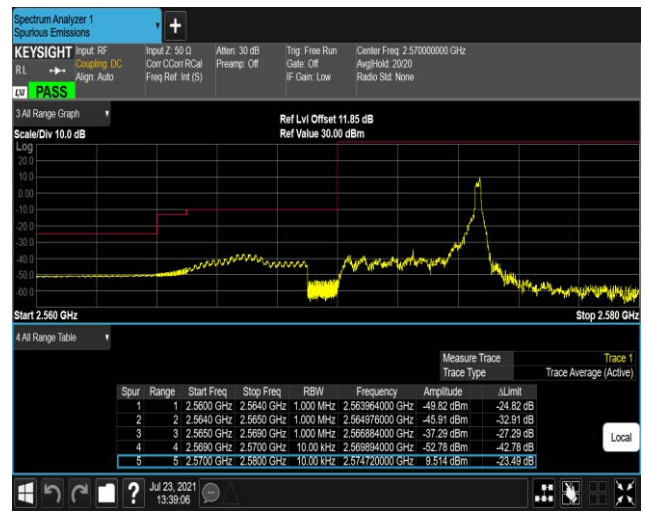 Spectrum Analyzer 1
Spurious Emissions
+
KEYSIGHT Input: RF Input Z: 50 Ω Atten: 30 dB Trig: Free Run Center Freq: 2.570000000 GHz
RL Coupling: DC Corr CCorr RCal Preamp: Off Gate: Off Avg|Hold: 20/20
Align: Auto Freq Ref: Int (S) IF Gain: Low Radio Std: None
LXI PASS
3 All Range Graph
Ref Lvl Offset 11.85 dB
Scale/Div 10.0 dB Ref Value 30.00 dBm
Log
20.0
10.0
0.00
-10.0
-20.0
-30.0
-40.0
-50.0
-60.0
Start 2.560 GHz Stop 2.580 GHz
4 All Range Table
Measure Trace Trace 1
Trace Type Trace Average (Active)
Spur Range Start Freq Stop Freq RBW Frequency Amplitude ΔLimit
1 1 2.5600 GHz 2.5640 GHz 1.000 MHz 2.563964000 GHz -49.82 dBm -24.82 dB
2 2 2.5640 GHz 2.5650 GHz 1.000 MHz 2.564976000 GHz -45.91 dBm -32.91 dB
3 3 2.5650 GHz 2.5690 GHz 1.000 MHz 2.566884000 GHz -37.29 dBm -27.29 dB
4 4 2.5690 GHz 2.5700 GHz 10.00 kHz 2.569894000 GHz -52.78 dBm -42.78 dB
5 5 2.5700 GHz 2.5800 GHz 10.00 kHz 2.574720000 GHz 9.514 dBm -23.49 dB
Local
? Jul 23, 2021
13:39:06